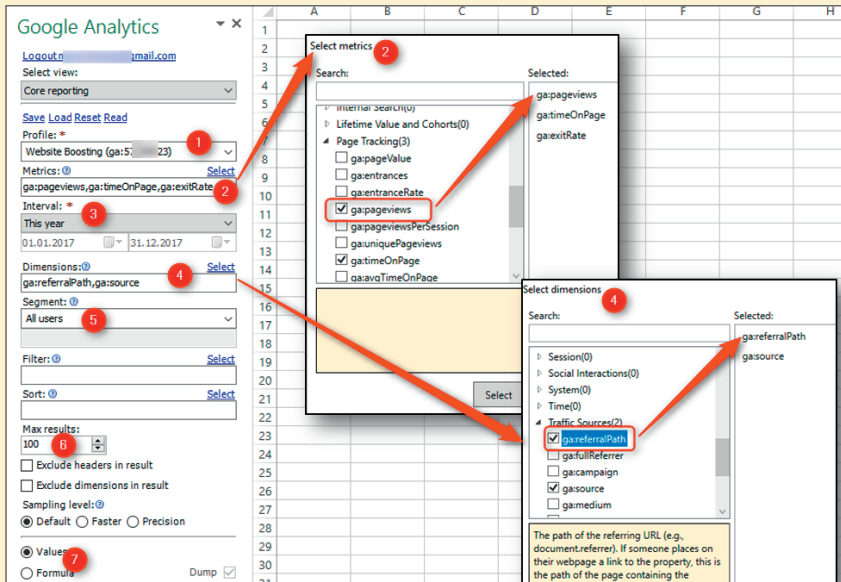 Google Analytics
Logout
gmail.com
Select view:
Core reporting
Save Load Reset Read
Profile: *
1
Website Boosting (ga:5 23)
Metrics: Select
ga:pageviews,ga:timeOnPage,ga:exitRate
2
Interval: *
3
This year
01.01.2017 31.12.2017
Dimensions: Select
4
ga:referralPath,ga:source
Segment:
All users
5
Filter: Select
Sort: Select
Max results:
100
6
Exclude headers in result
Exclude dimensions in result
Sampling level:
Default Faster Precision
Values
7
Formula Dump
A B C D E F G H
1
2
3
4
5
6
7
8
9
10
11
12
13
14
15
16
17
18
19
20
21
22
23
24
25
26
27
28
29
30
31
Select metrics 2
Search:
Internal Search(0)
Lifetime Value and Cohorts(0)
Page Tracking(3)
ga:pageValue
ga:entrances
ga:entranceRate
ga:pageviews
ga:pageviewsPerSession
ga:uniquePageviews
ga:timeOnPage
ga:avgTimeOnPage
Selected:
ga:pageviews
ga:timeOnPage
ga:exitRate
Select
Select dimensions 4
Search:
Session(0)
Social Interactions(0)
System(0)
Time(0)
Traffic Sources(2)
ga:referralPath
ga:fullReferrer
ga:campaign
ga:source
ga:medium
Selected:
ga:referralPath
ga:source
The path of the referring URL (e.g.,
document.referrer). If someone places on
their webpage a link to the property, this is
the path of the page containing the